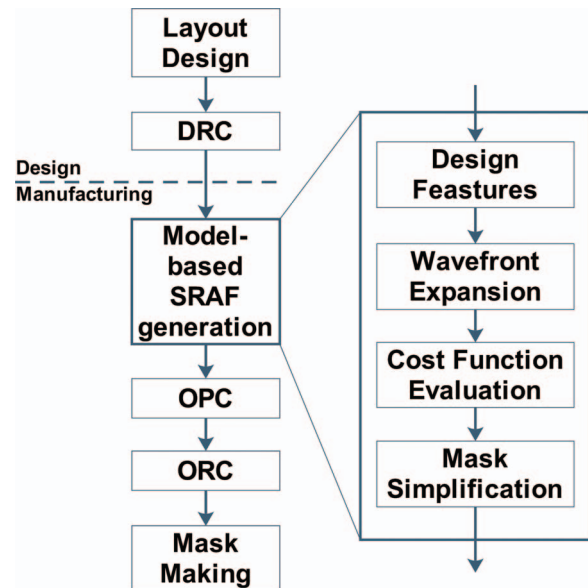 Layout
Design
DRC
Design
Manufacturing
Model-
based
SRAF
generation
OPC
ORC
Mask
Making
Design
Feastures
Wavefront
Expansion
Cost Function
Evaluation
Mask
Simplification